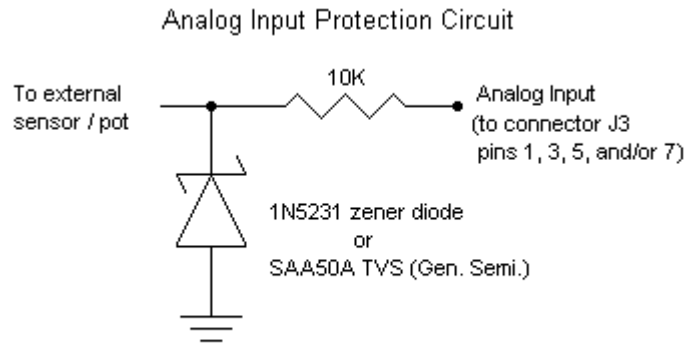 Analog Input Protection Circuit
10K
To external
sensor / pot
Analog Input
(to connector J3
pins 1, 3, 5, and/or 7)
1N5231 zener diode
or
SAA50A TVS (Gen. Semi.)